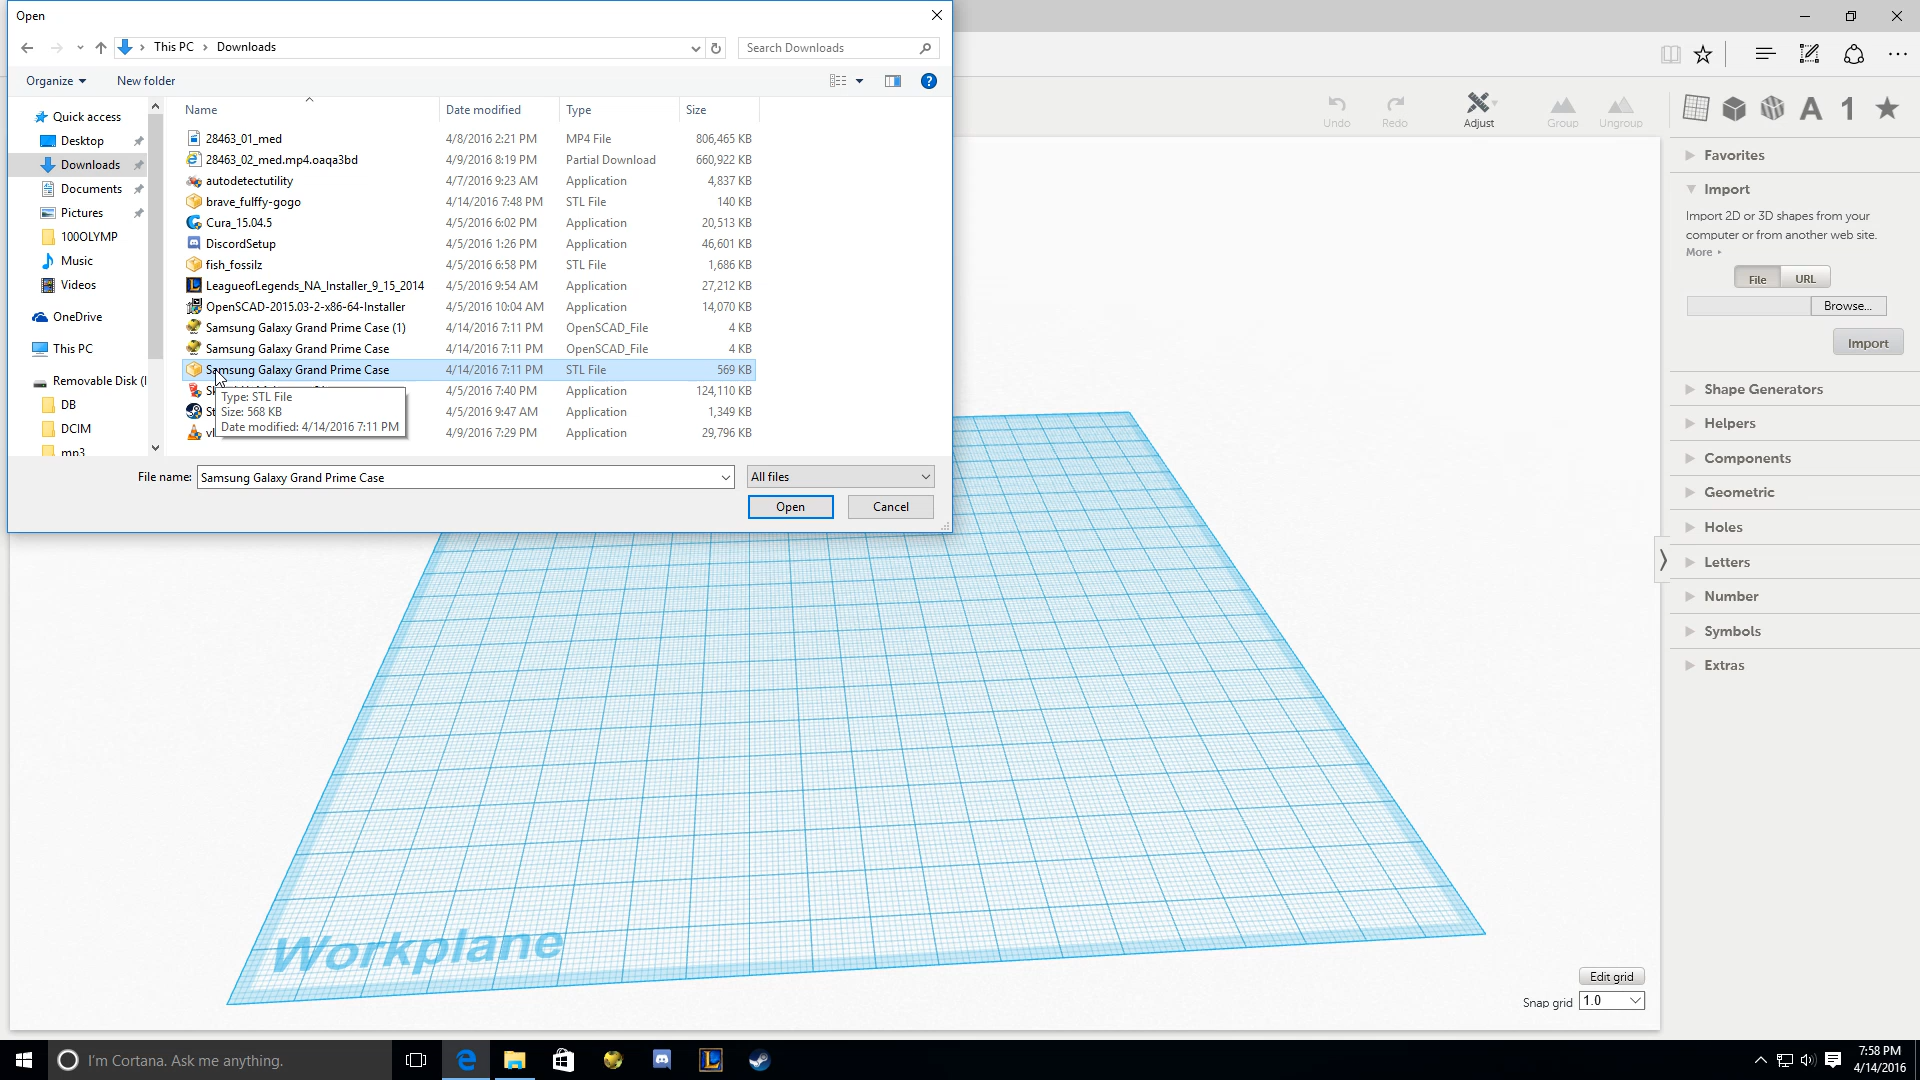 Open
This PC > Downloads
Search Downloads
Organize
New folder
Name
Date modified
Type
Size
Quick access
Desktop
Downloads
Documents
Pictures
100OLYMP
Music
Videos
OneDrive
This PC
Removable Disk (
DB
DCIM
mp3
28463_01_med 4/8/2016 2:21 PM MP4 File 806,465 KB
28463_02_med.mp4.oaqa3bd 4/9/2016 8:19 PM Partial Download 660,922 KB
autodetectutility 4/7/2016 9:23 AM Application 4,837 KB
brave_fulffy-gogo 4/14/2016 7:48 PM STL File 140 KB
Cura_15.04.5 4/5/2016 6:02 PM Application 20,513 KB
DiscordSetup 4/5/2016 1:26 PM Application 46,601 KB
fish_fossilz 4/5/2016 6:58 PM STL File 1,686 KB
LeagueofLegends_NA_Installer_9_15_2014 4/5/2016 9:54 AM Application 27,212 KB
OpenSCAD-2015.03-2-x86-64-Installer 4/5/2016 10:04 AM Application 14,070 KB
Samsung Galaxy Grand Prime Case (1) 4/14/2016 7:11 PM OpenSCAD_File 4 KB
Samsung Galaxy Grand Prime Case 4/14/2016 7:11 PM OpenSCAD_File 4 KB
Samsung Galaxy Grand Prime Case 4/14/2016 7:11 PM STL File 569 KB
4/5/2016 7:40 PM Application 124,110 KB
4/5/2016 9:47 AM Application 1,349 KB
4/9/2016 7:29 PM Application 29,796 KB
Type: STL File
Size: 568 KB
Date modified: 4/14/2016 7:11 PM
File name: Samsung Galaxy Grand Prime Case
All files
Open
Cancel
Undo
Redo
Adjust
Group
Ungroup
A 1
Favorites
Import
Import 2D or 3D shapes from your
computer or from another web site.
More
File
URL
Browse...
Import
Shape Generators
Helpers
Components
Geometric
Holes
Letters
Number
Symbols
Extras
Workplane
Edit grid
Snap grid 1.0
I'm Cortana. Ask me anything.
7:58 PM
4/14/2016